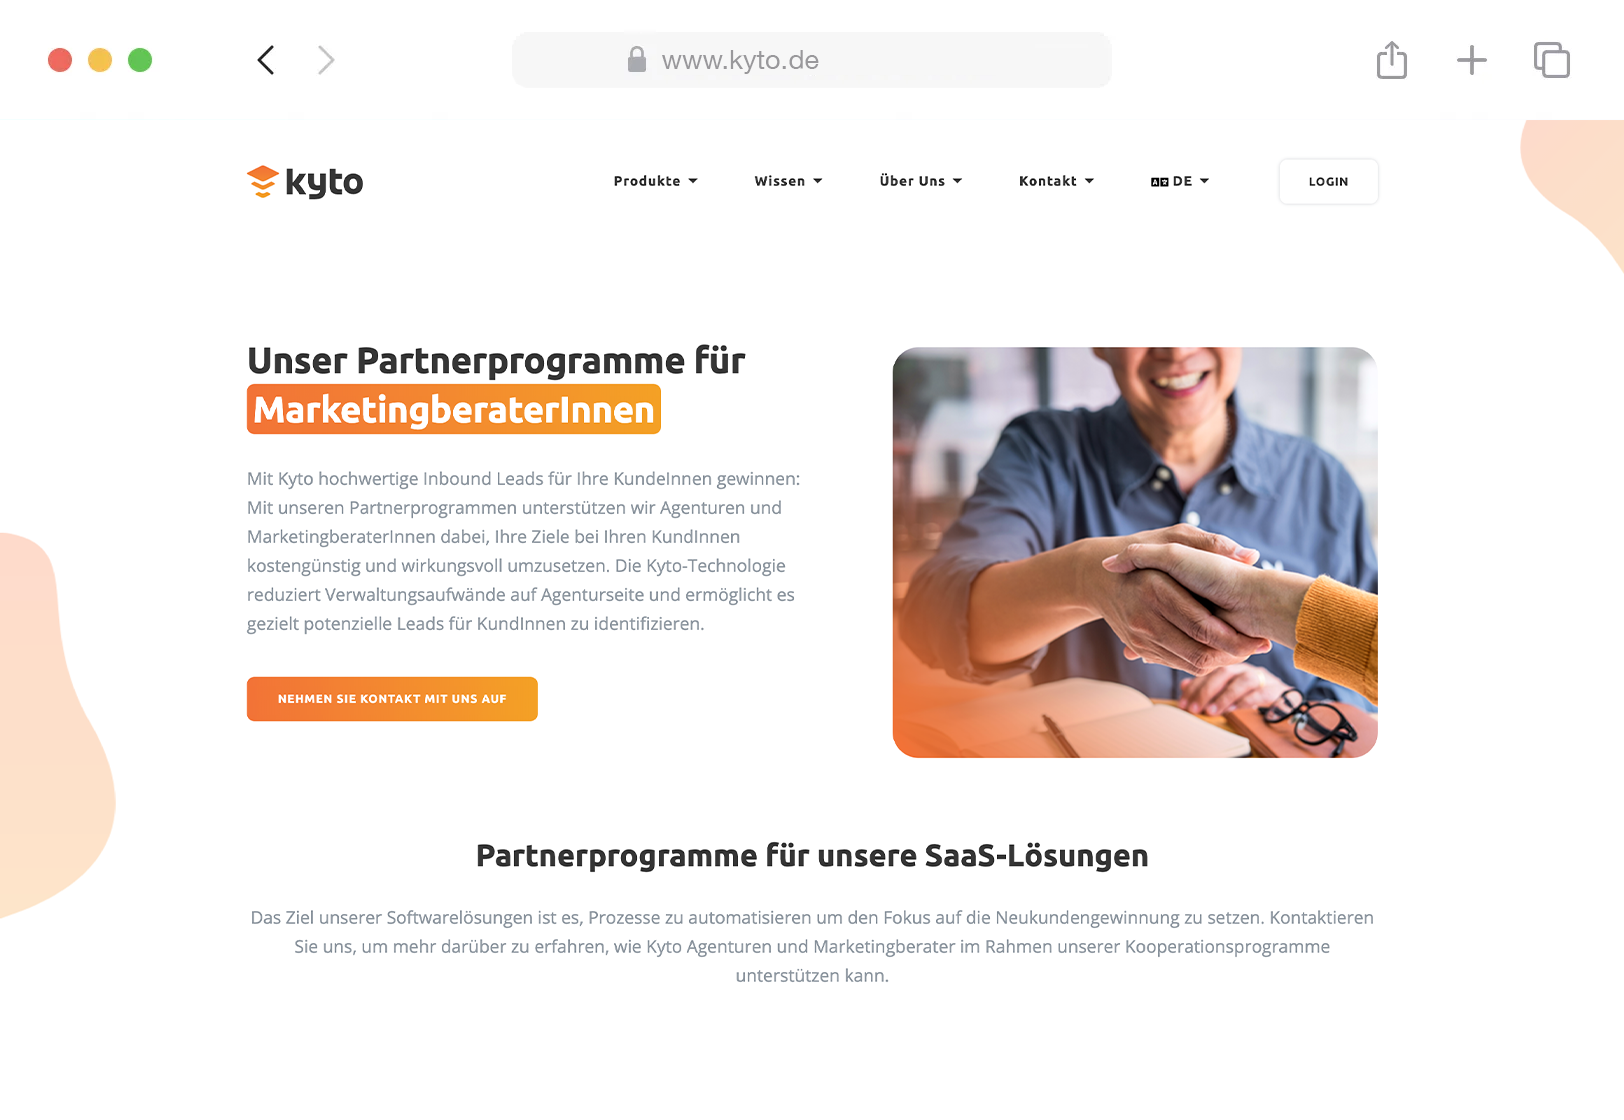 www.kyto.de
kyto
Produkte
Wissen
Über Uns
Kontakt
DE
LOGIN
Unser Partnerprogramme für
MarketingberaterInnen
Mit Kyto hochwertige Inbound Leads für Ihre KundeInnen gewinnen:
Mit unseren Partnerprogrammen unterstützen wir Agenturen und
MarketingberaterInnen dabei, Ihre Ziele bei Ihren KundInnen
kostengünstig und wirkungsvoll umzusetzen. Die Kyto-Technologie
reduziert Verwaltungsaufwände auf Agenturseite und ermöglicht es
gezielt potenzielle Leads für KundInnen zu identifizieren.
NEHMEN SIE KONTAKT MIT UNS AUF
Partnerprogramme für unsere SaaS-Lösungen
Das Ziel unserer Softwarelösungen ist es, Prozesse zu automatisieren um den Fokus auf die Neukundengewinnung zu setzen. Kontaktieren
Sie uns, um mehr darüber zu erfahren, wie Kyto Agenturen und Marketingberater im Rahmen unserer Kooperationsprogramme
unterstützen kann.